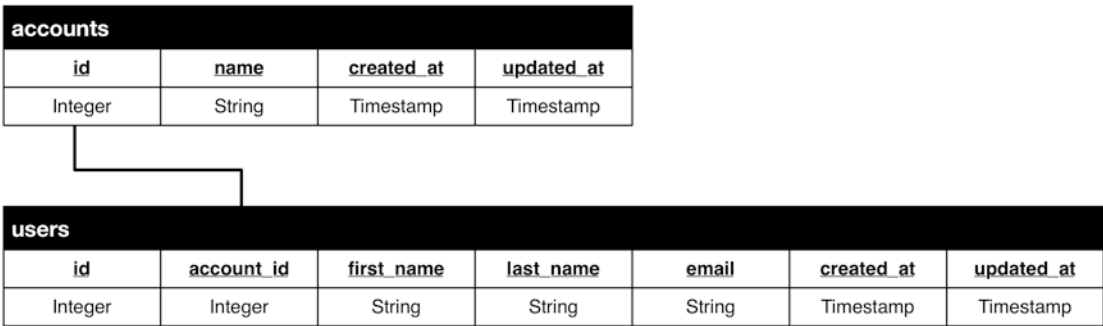 accounts
id name created_at updated_at
Integer String Timestamp Timestamp
users
id account_id first_name last_name email created_at updated_at
Integer Integer String String String Timestamp Timestamp